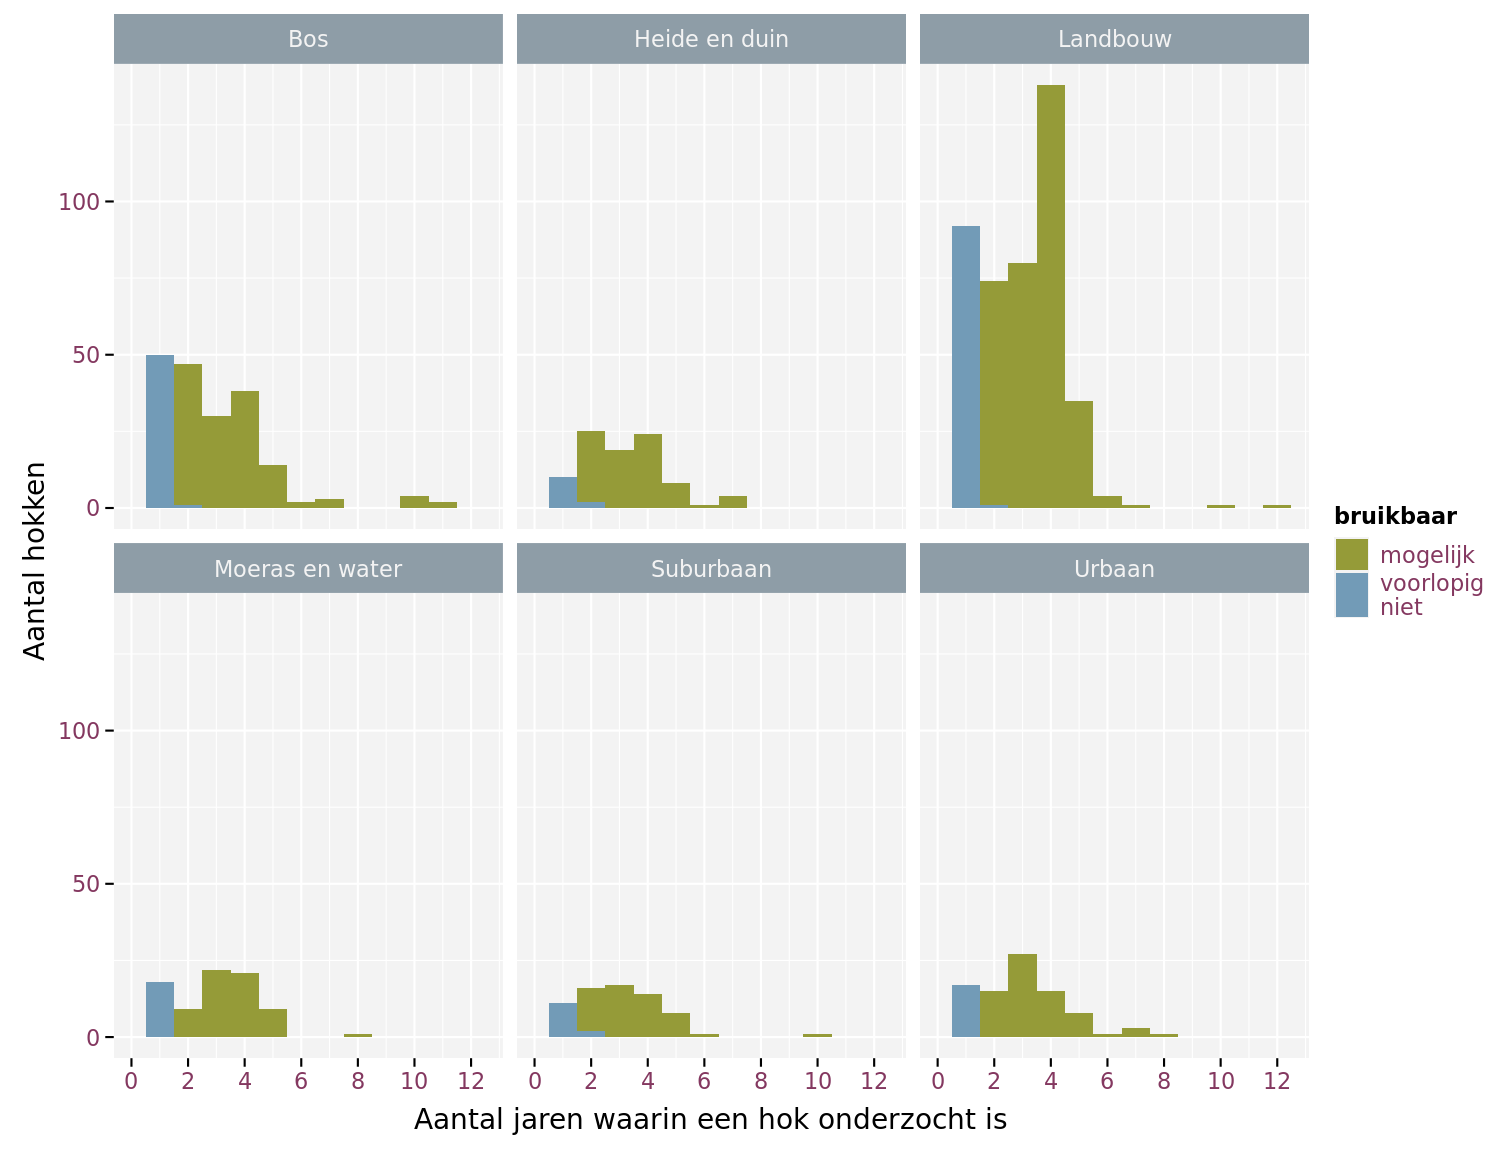 Bos
Heide en duin
Landbouw
100
50
0
Moeras en water
Suburbaan
Urbaan
100
50
0
0 2 4 6 8 10 12
0 2 4 6 8 10 12
0 2 4 6 8 10 12
Aantal jaren waarin een hok onderzocht is
Aantal hokken
bruikbaar
mogelijk
voorlopig
niet